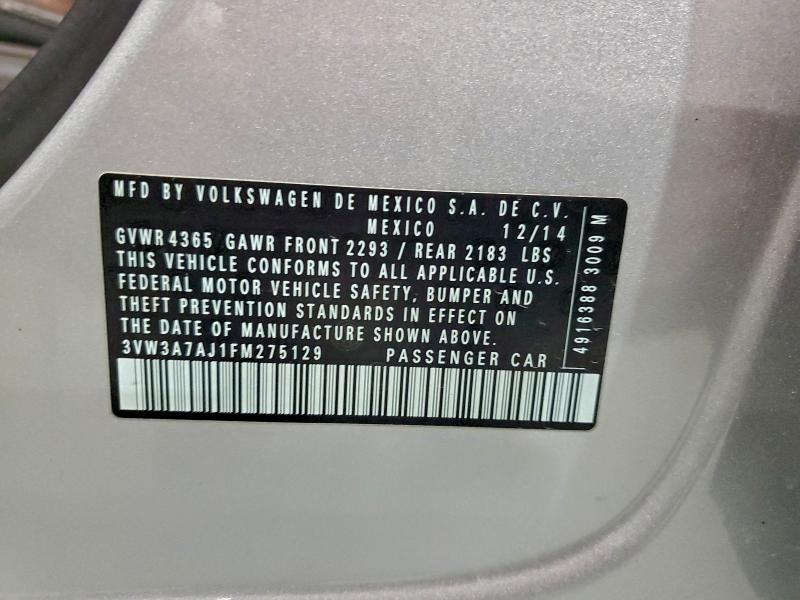 MFD BY VOLKSWAGEN DE MEXICO S.A. DE C.V.
MEXICO 12/14
GVWR 4365 GAWR FRONT 2293 / REAR 2183 LBS
THIS VEHICLE CONFORMS TO ALL APPLICABLE U.S.
FEDERAL MOTOR VEHICLE SAFETY, BUMPER AND
THEFT PREVENTION STANDARDS IN EFFECT ON
THE DATE OF MANUFACTURE SHOWN ABOVE.
3VW3A7AJ1FM275129 PASSENGER CAR
4916388 3009 M